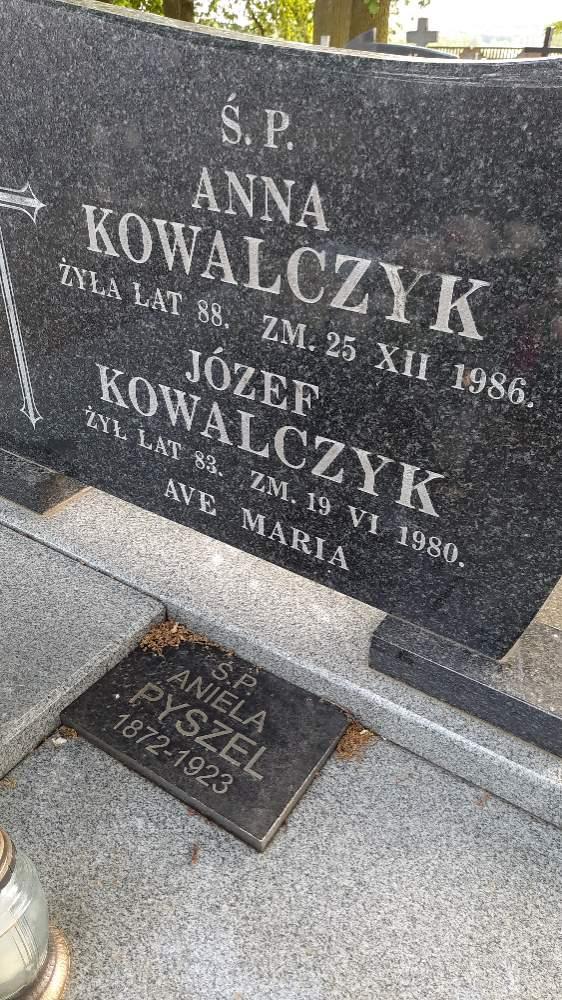 Ś. P.
ANNA
KOWALCZYK
ŻYŁA LAT 88. ZM. 25 XII 1986.
JÓZEF
KOWALCZYK
ŻYŁ LAT 83. ZM. 19 VI 1980.
AVE MARIA
Ś.P.
ANIELA
PYSZEL
1872-1923